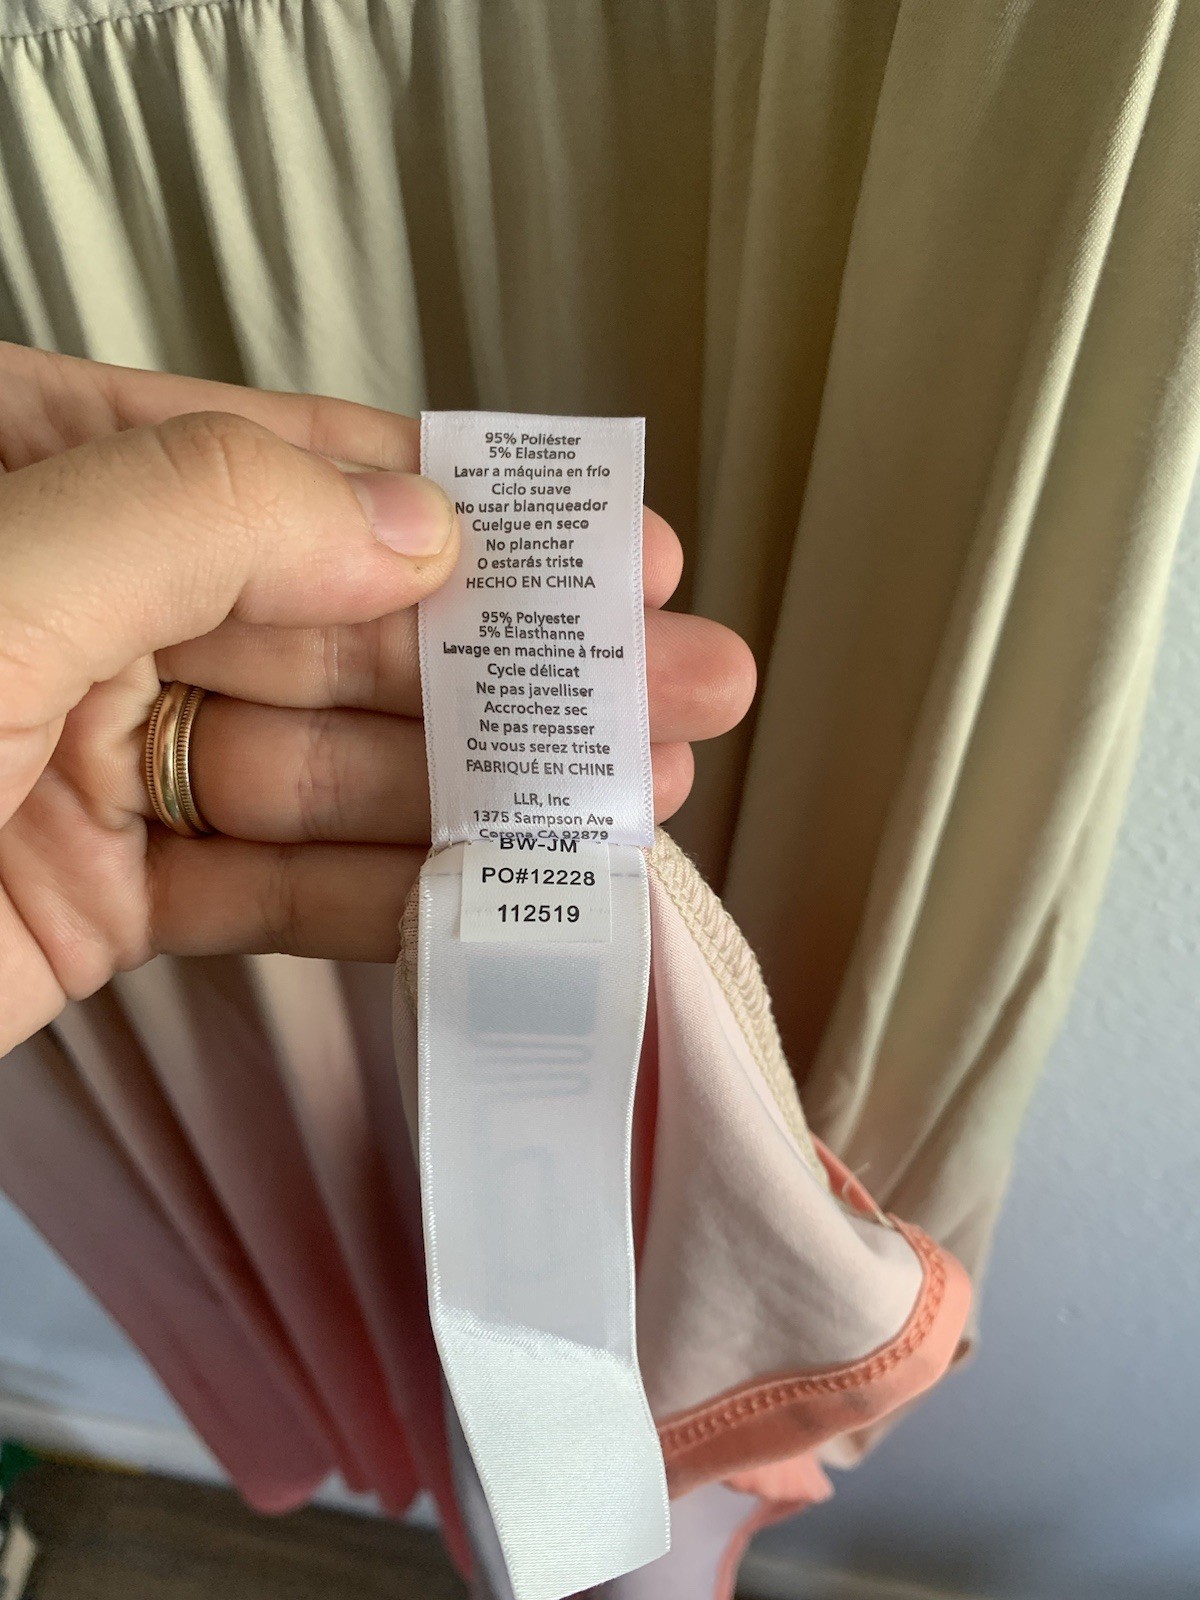 95% Poliéster
5% Elastano
Lavar a máquina en frío
Ciclo suave
No usar blanqueador
Cuelgue en seco
No planchar
O estarás triste
HECHO EN CHINA
95% Polyester
5% Élasthanne
Lavage en machine à froid
Cycle délicat
Ne pas javelliser
Accrochez sec
Ne pas repasser
Ou vous serez triste
FABRIQUÉ EN CHINE
LLR, Inc
1375 Sampson Ave
Corona CA 92879
BW-JM
PO#12228
112519